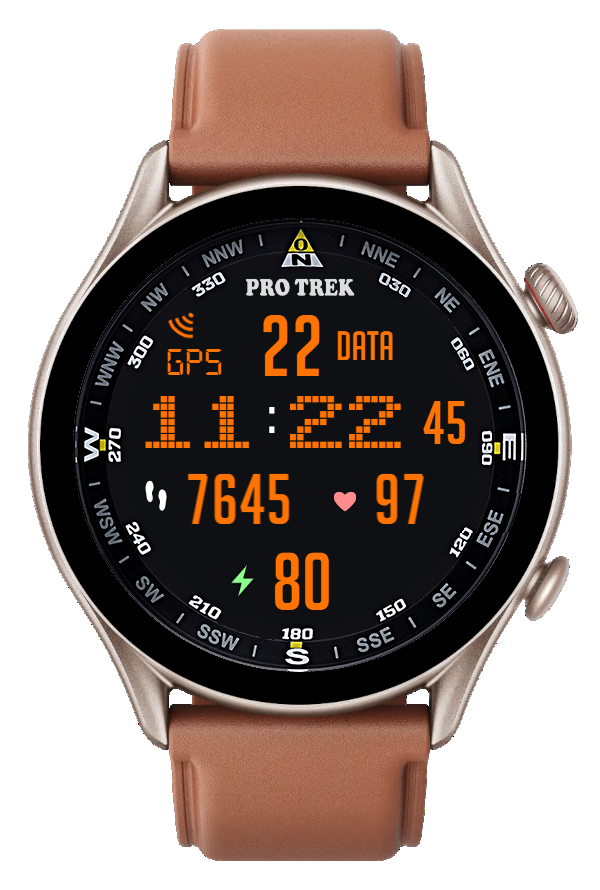 0
N
NNE
030
NE
060
ENE
E
090
ESE
120
SE
150
SSE
180
S
SSW
210
SW
240
WSW
W
270
WNW
300
NW
330
NNW
PRO TREK
GPS 22 DATA
11:22 45
7645 97
80